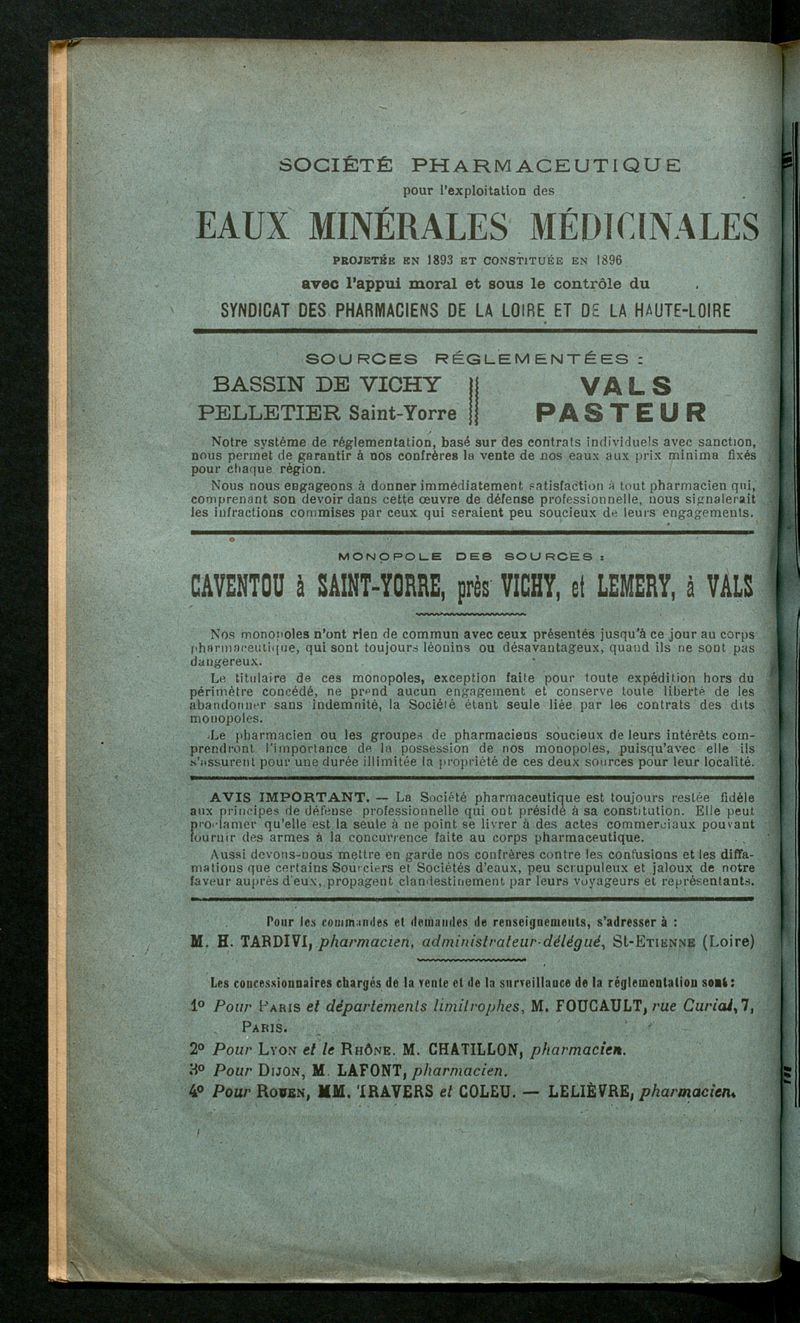 SOCIÉTÉ PHARMACEUTIQUE
pour l'exploitation des
EAUX MINÉRALES MÉDICINALES
PROJETÉE EN 1893 ET CONSTITUÉE EN 1896
avec l'appui moral et sous le contrôle du
SYNDICAT DES PHARMACIENS DE LA LOIRE ET DE LA HAUTE-LOIRE
SOURCES RÉGLEMENTÉES :
BASSIN DE VICHY
PELLETIER Saint-Yorre
VALS
PASTEUR
Notre système de réglementation, basé sur des contrats individuels avec sanction,
nous permet de garantir à nos confrères la vente de nos eaux aux prix minima fixés
pour chaque région.
Nous nous engageons à donner immédiatement satisfaction à tout pharmacien qui,
comprenant son devoir dans cette œuvre de défense professionnelle, nous signalerait
les infractions commises par ceux qui seraient peu soucieux de leurs engagements.
MONOPOLE DES SOURCES :
CAVENTOU à SAINT-YORRE, près VICHY, et LEMERY, à VALS
Nos monopoles n'ont rien de commun avec ceux présentés jusqu'à ce jour au corps
pharmaceutique, qui sont toujours léonins ou désavantageux, quand ils ne sont pas
dangereux.
Le titulaire de ces monopoles, exception faite pour toute expédition hors du
périmètre concédé, ne prend aucun engagement et conserve toute liberté de les
abandonner sans indemnité, la Société étant seule liée par les contrats des dits
monopoles.
Le pharmacien ou les groupes de pharmaciens soucieux de leurs intérêts com-
prendront l'importance de la possession de nos monopoles, puisqu'avec elle ils
s'assurent pour une durée illimitée la propriété de ces deux sources pour leur localité.
AVIS IMPORTANT. — La Société pharmaceutique est toujours restée fidèle
aux principes de défense professionnelle qui ont présidé à sa constitution. Elle peut
proclamer qu'elle est la seule à ne point se livrer à des actes commerciaux pouvant
fournir des armes à la concurrence faite au corps pharmaceutique.
Aussi devons-nous mettre en garde nos confrères contre les confusions et les diffa-
mations que certains Sourciers et Sociétés d'eaux, peu scrupuleux et jaloux de notre
faveur auprès d'eux, propagent clandestinement par leurs voyageurs et représentants.
Pour les commandes et demandes de renseignements, s'adresser à :
M. H. TARDIVI, pharmacien, administrateur-délégué, St-ETIENNE (Loire)
Les concessionnaires chargés de la vente et de la surveillance de la réglementation sont :
1º Pour PARIS et départements limitrophes, M. FOUCAULT, rue Curial, 7,
PARIS.
2º Pour LYON et le RHÔNE. M. CHATILLON, pharmacien.
3º Pour DIJON, M. LAFONT, pharmacien.
4º Pour ROUEN, MM. TRAVERS et COLEU. — LELIÈVRE, pharmacien.